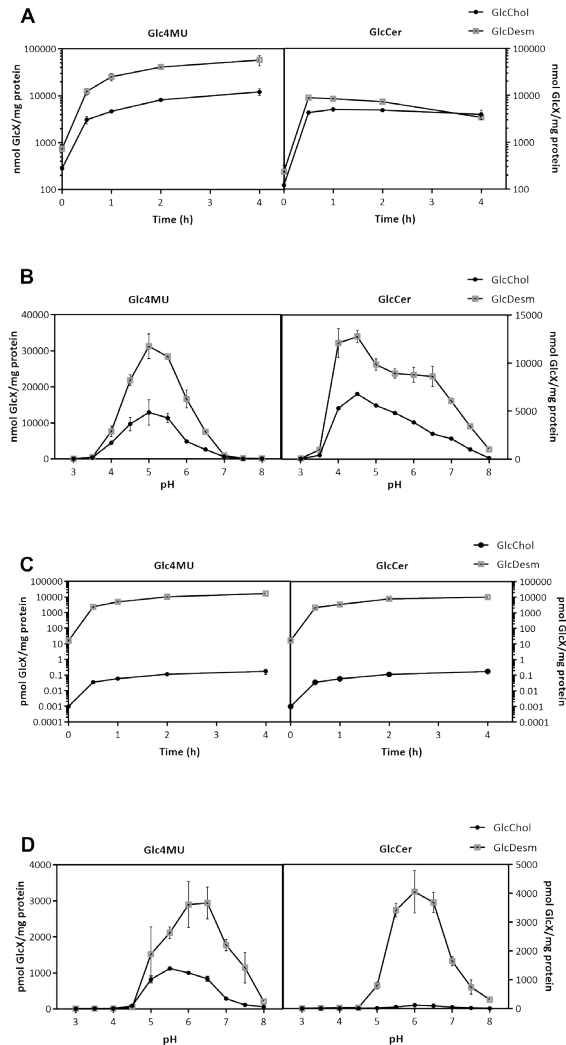 A
GlcChol
GlcDesm
Glc4MU
GlcCer
nmol GlcX/mg protein
100000
10000
1000
100
0 1 2 3 4
Time (h)
0 1 2 3 4
Time (h)
100000
10000
1000
100
nmol GlcX/mg protein
B
GlcChol
GlcDesm
Glc4MU
GlcCer
nmol GlcX/mg protein
40000
30000
20000
10000
0
3 4 5 6 7 8
pH
3 4 5 6 7 8
pH
15000
10000
5000
0
nmol GlcX/mg protein
C
GlcChol
GlcDesm
Glc4MU
GlcCer
pmol GlcX/mg protein
100000
10000
1000
100
10
1
0.1
0.01
0.001
0.0001
0 1 2 3 4
Time (h)
0 1 2 3 4
Time (h)
100000
10000
1000
100
10
1
0.1
0.01
0.001
0.0001
pmol GlcX/mg protein
D
GlcChol
GlcDesm
Glc4MU
GlcCer
pmol GlcX/mg protein
4000
3000
2000
1000
0
3 4 5 6 7 8
pH
3 4 5 6 7 8
pH
5000
4000
3000
2000
1000
0
pmol GlcX/mg protein